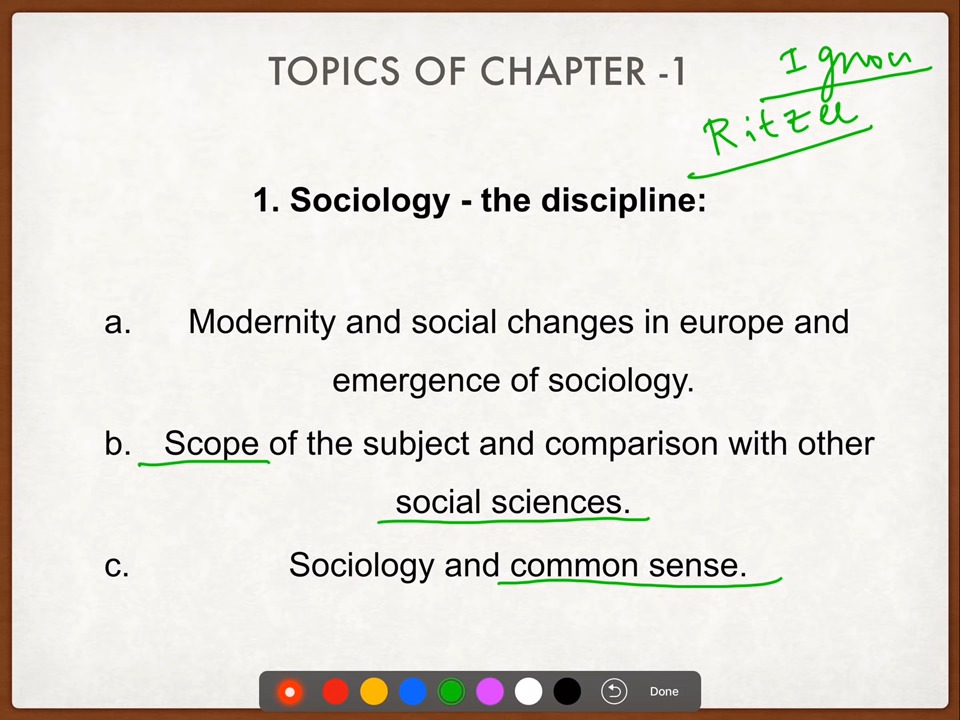 TOPICS OF CHAPTER -1
Ignou
Ritzer
1. Sociology - the discipline:
a. Modernity and social changes in europe and
emergence of sociology.
b. Scope of the subject and comparison with other
social sciences.
c. Sociology and common sense.
Done